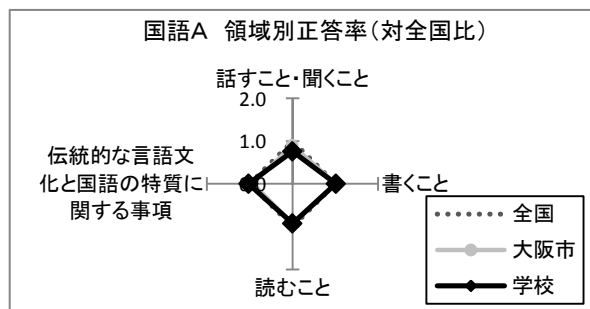 国語A 領域別正答率(対全国比)
話すこと・聞くこと
2.0
1.0
0.0
伝統的な言語文
化と国語の特質に
関する事項
書くこと
読むこと
全国
大阪市
学校